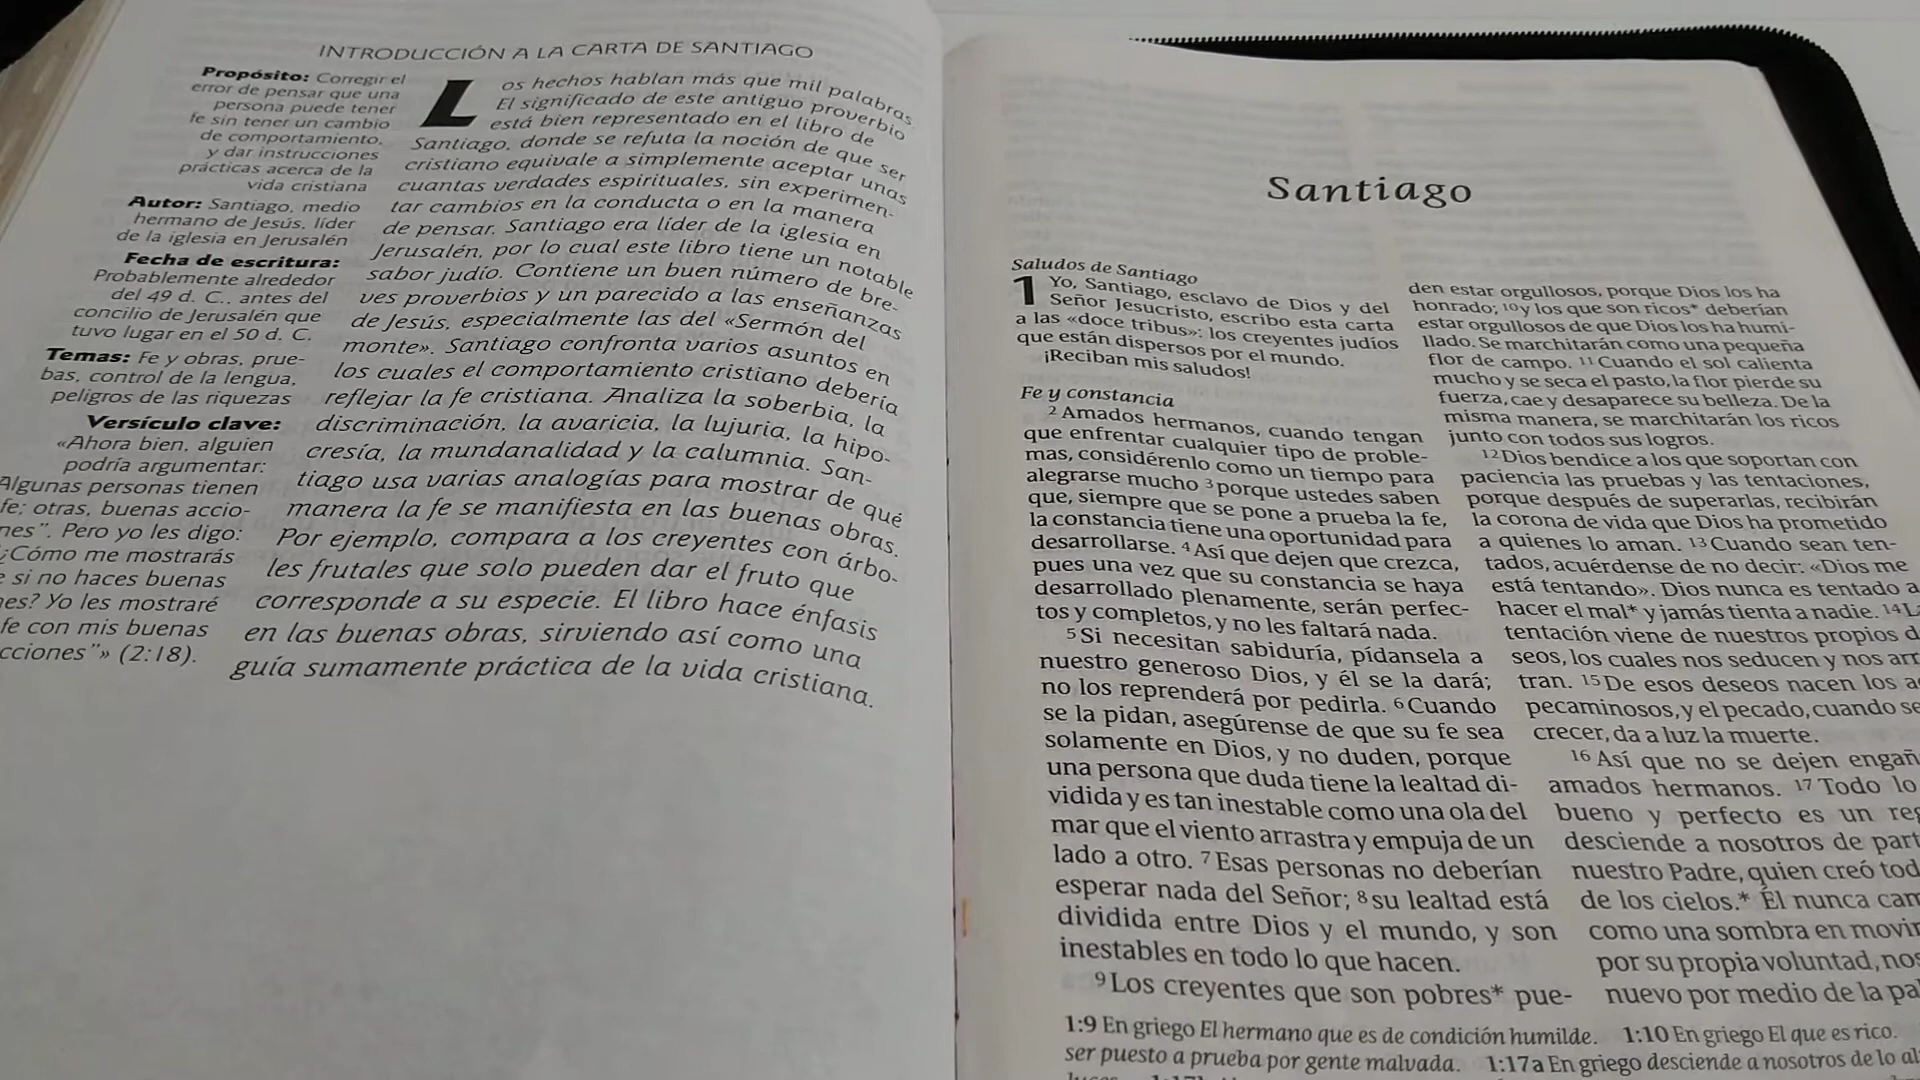 INTRODUCCIÓN A LA CARTA DE SANTIAGO
Propósito: Corregir el
error de pensar que una
persona puede tener
fe sin tener un cambio
de comportamiento,
y dar instrucciones
prácticas acerca de la
vida cristiana
Autor: Santiago, medio
hermano de Jesús, líder
de la iglesia en Jerusalén
Fecha de escritura:
Probablemente alrededor
del 49 d. C., antes del
concilio de Jerusalén que
tuvo lugar en el 50 d. C.
Temas: Fe y obras, prue-
bas, control de la lengua,
peligros de las riquezas
Versículo clave:
«Ahora bien, alguien
podría argumentar:
Algunas personas tienen
fe; otras, buenas accio-
nes”. Pero yo les digo:
¿Cómo me mostrarás
si no haces buenas
nes? Yo les mostraré
fe con mis buenas
cciones”» (2:18).
Los hechos hablan más que mil palabras.
El significado de este antiguo proverbio
está bien representado en el libro de
Santiago, donde se refuta la noción de que ser
cristiano equivale a simplemente aceptar unas
cuantas verdades espirituales, sin experimen-
tar cambios en la conducta o en la manera
de pensar. Santiago era líder de la iglesia en
Jerusalén, por lo cual este libro tiene un notable
sabor judío. Contiene un buen número de bre-
ves proverbios y un parecido a las enseñanzas
de Jesús, especialmente las del «Sermón del
monte». Santiago confronta varios asuntos en
los cuales el comportamiento cristiano debería
reflejar la fe cristiana. Analiza la soberbia, la
discriminación, la avaricia, la lujuria, la hipo-
cresía, la mundanalidad y la calumnia. San-
tiago usa varias analogías para mostrar de qué
manera la fe se manifiesta en las buenas obras.
Por ejemplo, compara a los creyentes con árbo-
les frutales que solo pueden dar el fruto que
corresponde a su especie. El libro hace énfasis
en las buenas obras, sirviendo así como una
guía sumamente práctica de la vida cristiana.
Santiago
Saludos de Santiago
1 Yo, Santiago, esclavo de Dios y del
Señor Jesucristo, escribo esta carta
a las «doce tribus»: los creyentes judíos
que están dispersos por el mundo.
¡Reciban mis saludos!
Fe y constancia
2 Amados hermanos, cuando tengan
que enfrentar cualquier tipo de proble-
mas, considérenlo como un tiempo para
alegrarse mucho 3 porque ustedes saben
que, siempre que se pone a prueba la fe,
la constancia tiene una oportunidad para
desarrollarse. 4 Así que dejen que crezca,
pues una vez que su constancia se haya
desarrollado plenamente, serán perfec-
tos y completos, y no les faltará nada.
5 Si necesitan sabiduría, pídansela a
nuestro generoso Dios, y él se la dará;
no los reprenderá por pedirla. 6 Cuando
se la pidan, asegúrense de que su fe sea
solamente en Dios, y no duden, porque
una persona que duda tiene la lealtad di-
vidida y es tan inestable como una ola del
mar que el viento arrastra y empuja de un
lado a otro. 7 Esas personas no deberían
esperar nada del Señor; 8 su lealtad está
dividida entre Dios y el mundo, y son
inestables en todo lo que hacen.
9 Los creyentes que son pobres* pue-
den estar orgullosos, porque Dios los ha
honrado; 10 y los que son ricos* deberían
estar orgullosos de que Dios los ha humi-
llado. Se marchitarán como una pequeña
flor de campo. 11 Cuando el sol calienta
mucho y se seca el pasto, la flor pierde su
fuerza, cae y desaparece su belleza. De la
misma manera, se marchitarán los ricos
junto con todos sus logros.
12 Dios bendice a los que soportan con
paciencia las pruebas y las tentaciones,
porque después de superarlas, recibirán
la corona de vida que Dios ha prometido
a quienes lo aman. 13 Cuando sean ten-
tados, acuérdense de no decir: «Dios me
está tentando». Dios nunca es tentado a
hacer el mal* y jamás tienta a nadie. 14 L
tentación viene de nuestros propios d
seos, los cuales nos seducen y nos arr
tran. 15 De esos deseos nacen los a
pecaminosos, y el pecado, cuando se
crecer, da a luz la muerte.
16 Así que no se dejen engañ
amados hermanos. 17 Todo lo
bueno y perfecto es un reg
desciende a nosotros de part
nuestro Padre, quien creó tod
de los cielos.* Él nunca cam
como una sombra en movim
por su propia voluntad, nos
nuevo por medio de la pal
1:9 En griego El hermano que es de condición humilde. 1:10 En griego El que es rico.
ser puesto a prueba por gente malvada. 1:17a En griego desciende a nosotros de lo al